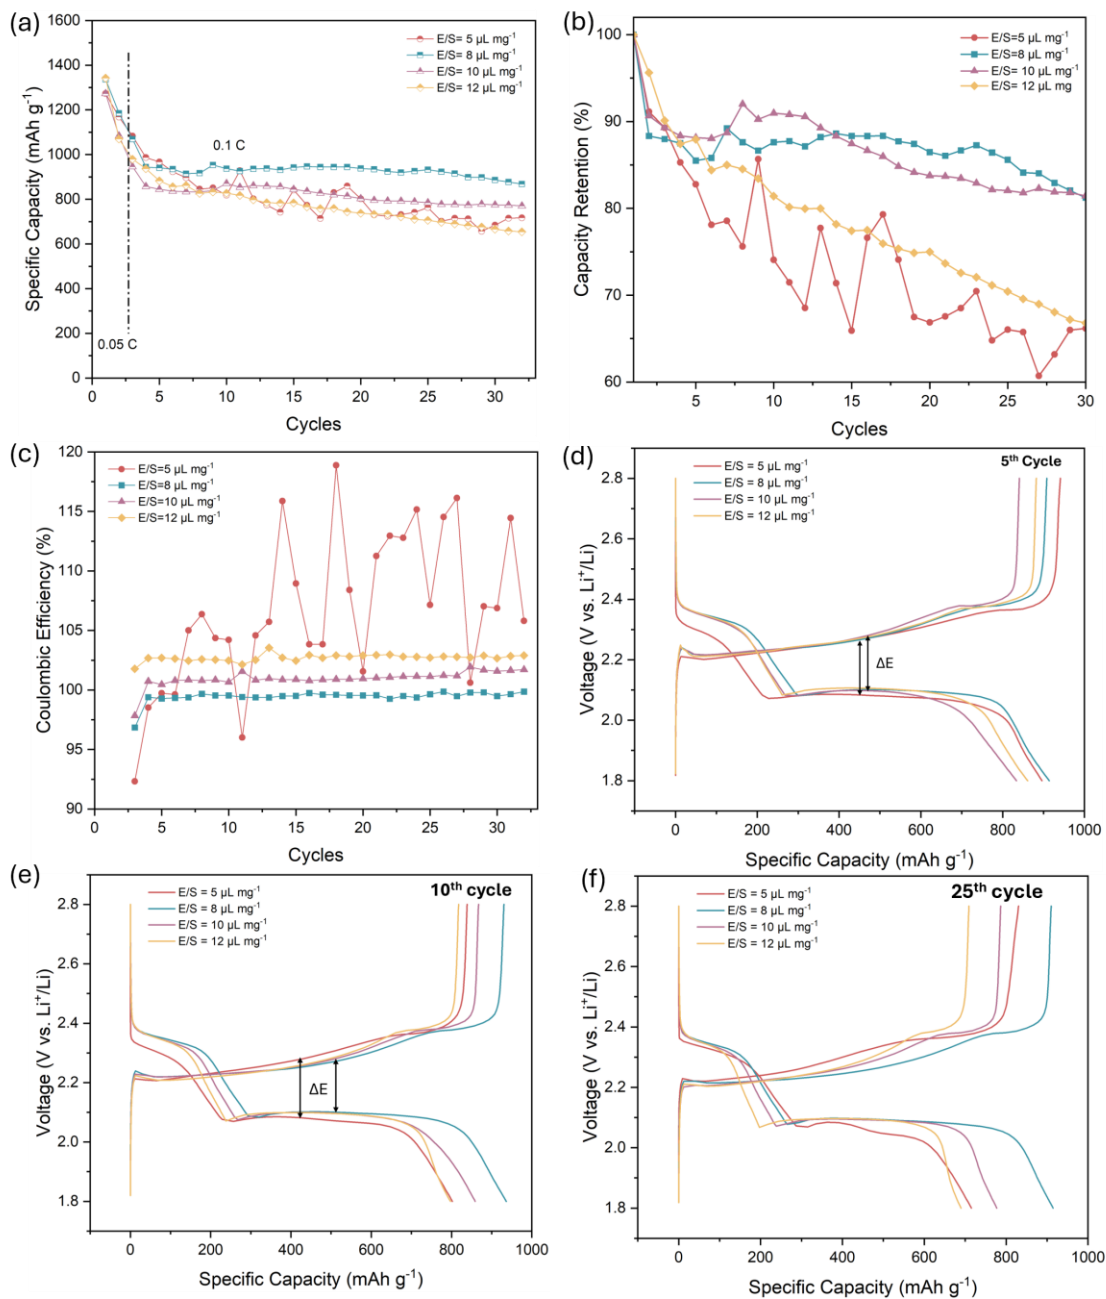 (a)
1600
1400
1200
1000
800
600
400
200
0
Specific Capacity (mAh g⁻¹)
E/S= 5 µL mg⁻¹
E/S= 8 µL mg⁻¹
E/S= 10 µL mg⁻¹
E/S= 12 µL mg⁻¹
0.1 C
0.05 C
0 5 10 15 20 25 30
Cycles
(b)
100
90
80
70
60
Capacity Retention (%)
E/S=5 µL mg⁻¹
E/S=8 µL mg⁻¹
E/S= 10 µL mg⁻¹
E/S= 12 µL mg
5 10 15 20 25 30
Cycles
(c)
120
115
110
105
100
95
90
Coulombic Efficiency (%)
E/S=5 µL mg⁻¹
E/S=8 µL mg⁻¹
E/S=10 µL mg⁻¹
E/S=12 µL mg⁻¹
0 5 10 15 20 25 30
Cycles
(d)
5th Cycle
2.8
2.6
2.4
2.2
2.0
1.8
Voltage (V vs. Li⁺/Li)
E/S = 5 µL mg⁻¹
E/S = 8 µL mg⁻¹
E/S = 10 µL mg⁻¹
E/S = 12 µL mg⁻¹
ΔE
0 200 400 600 800 1000
Specific Capacity (mAh g⁻¹)
(e)
10th cycle
2.8
2.6
2.4
2.2
2.0
1.8
Voltage (V vs. Li⁺/Li)
E/S = 5 µL mg⁻¹
E/S = 8 µL mg⁻¹
E/S = 10 µL mg⁻¹
E/S = 12 µL mg⁻¹
ΔE
0 200 400 600 800 1000
Specific Capacity (mAh g⁻¹)
(f)
25th cycle
2.8
2.6
2.4
2.2
2.0
1.8
Voltage (V vs. Li⁺/Li)
E/S = 5 µL mg⁻¹
E/S = 8 µL mg⁻¹
E/S = 10 µL mg⁻¹
E/S = 12 µL mg⁻¹
0 200 400 600 800 1000
Specific Capacity (mAh g⁻¹)